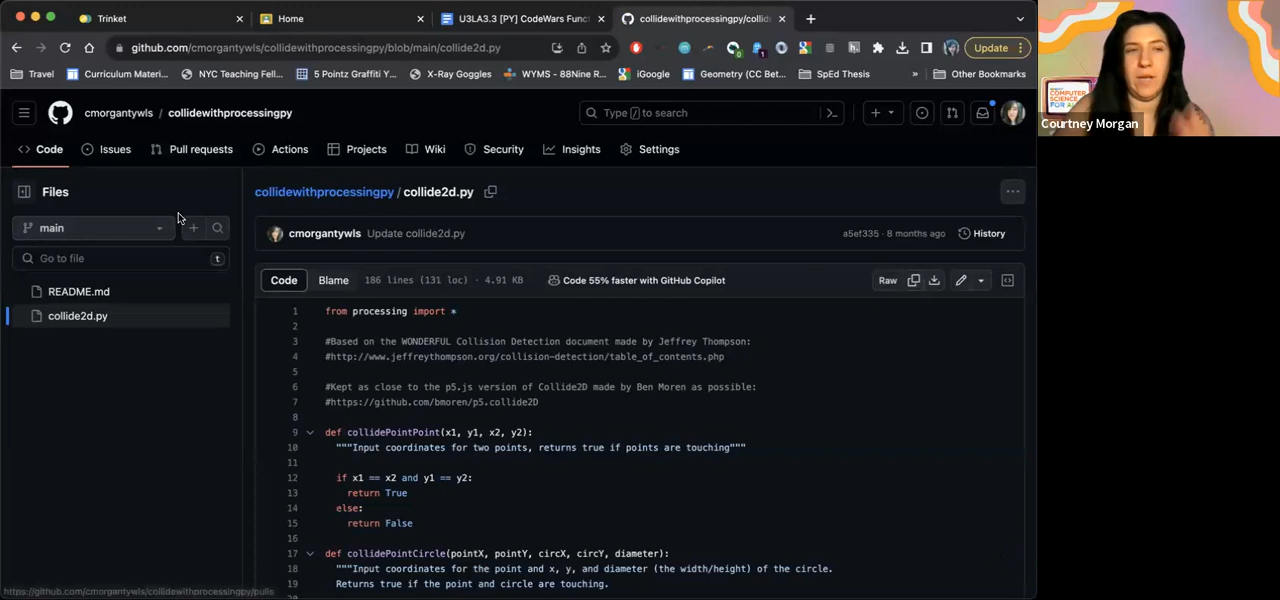 Trinket
Home
U3LA3.3 [PY] CodeWars Func
collidewithprocessingpy/collid
github.com/cmorgantywls/collidewithprocessingpy/blob/main/collide2d.py
Update
Travel
Curriculum Materi...
NYC Teaching Fell...
5 Pointz Graffiti Y...
X-Ray Goggles
WYMS - 88Nine R...
iGoogle
Geometry (CC Bet...
SpEd Thesis
»
Other Bookmarks
COMPUTER
SCIENCE
FOR ALL
Courtney Morgan
cmorgantywls / collidewithprocessingpy
Type / to search
Code
Issues
Pull requests
Actions
Projects
Wiki
Security
Insights
Settings
Files
main
Go to file
t
README.md
collide2d.py
collidewithprocessingpy / collide2d.py
cmorgantywls Update collide2d.py
a5ef335 · 8 months ago
History
Code
Blame
186 lines (131 loc) · 4.91 KB
Code 55% faster with GitHub Copilot
Raw
1 from processing import *
2
3 #Based on the WONDERFUL Collision Detection document made by Jeffrey Thompson:
4 #http://www.jeffreythompson.org/collision-detection/table_of_contents.php
5
6 #Kept as close to the p5.js version of Collide2D made by Ben Moren as possible:
7 #https://github.com/bmoren/p5.collide2D
8
9 def collidePointPoint(x1, y1, x2, y2):
10 """Input coordinates for two points, returns true if points are touching"""
11
12 if x1 == x2 and y1 == y2:
13 return True
14 else:
15 return False
16
17 def collidePointCircle(pointX, pointY, circX, circY, diameter):
18 """Input coordinates for the point and x, y, and diameter (the width/height) of the circle.
19 Returns true if the point and circle are touching.
https://github.com/cmorgantywls/collidewithprocessingpy/pulls